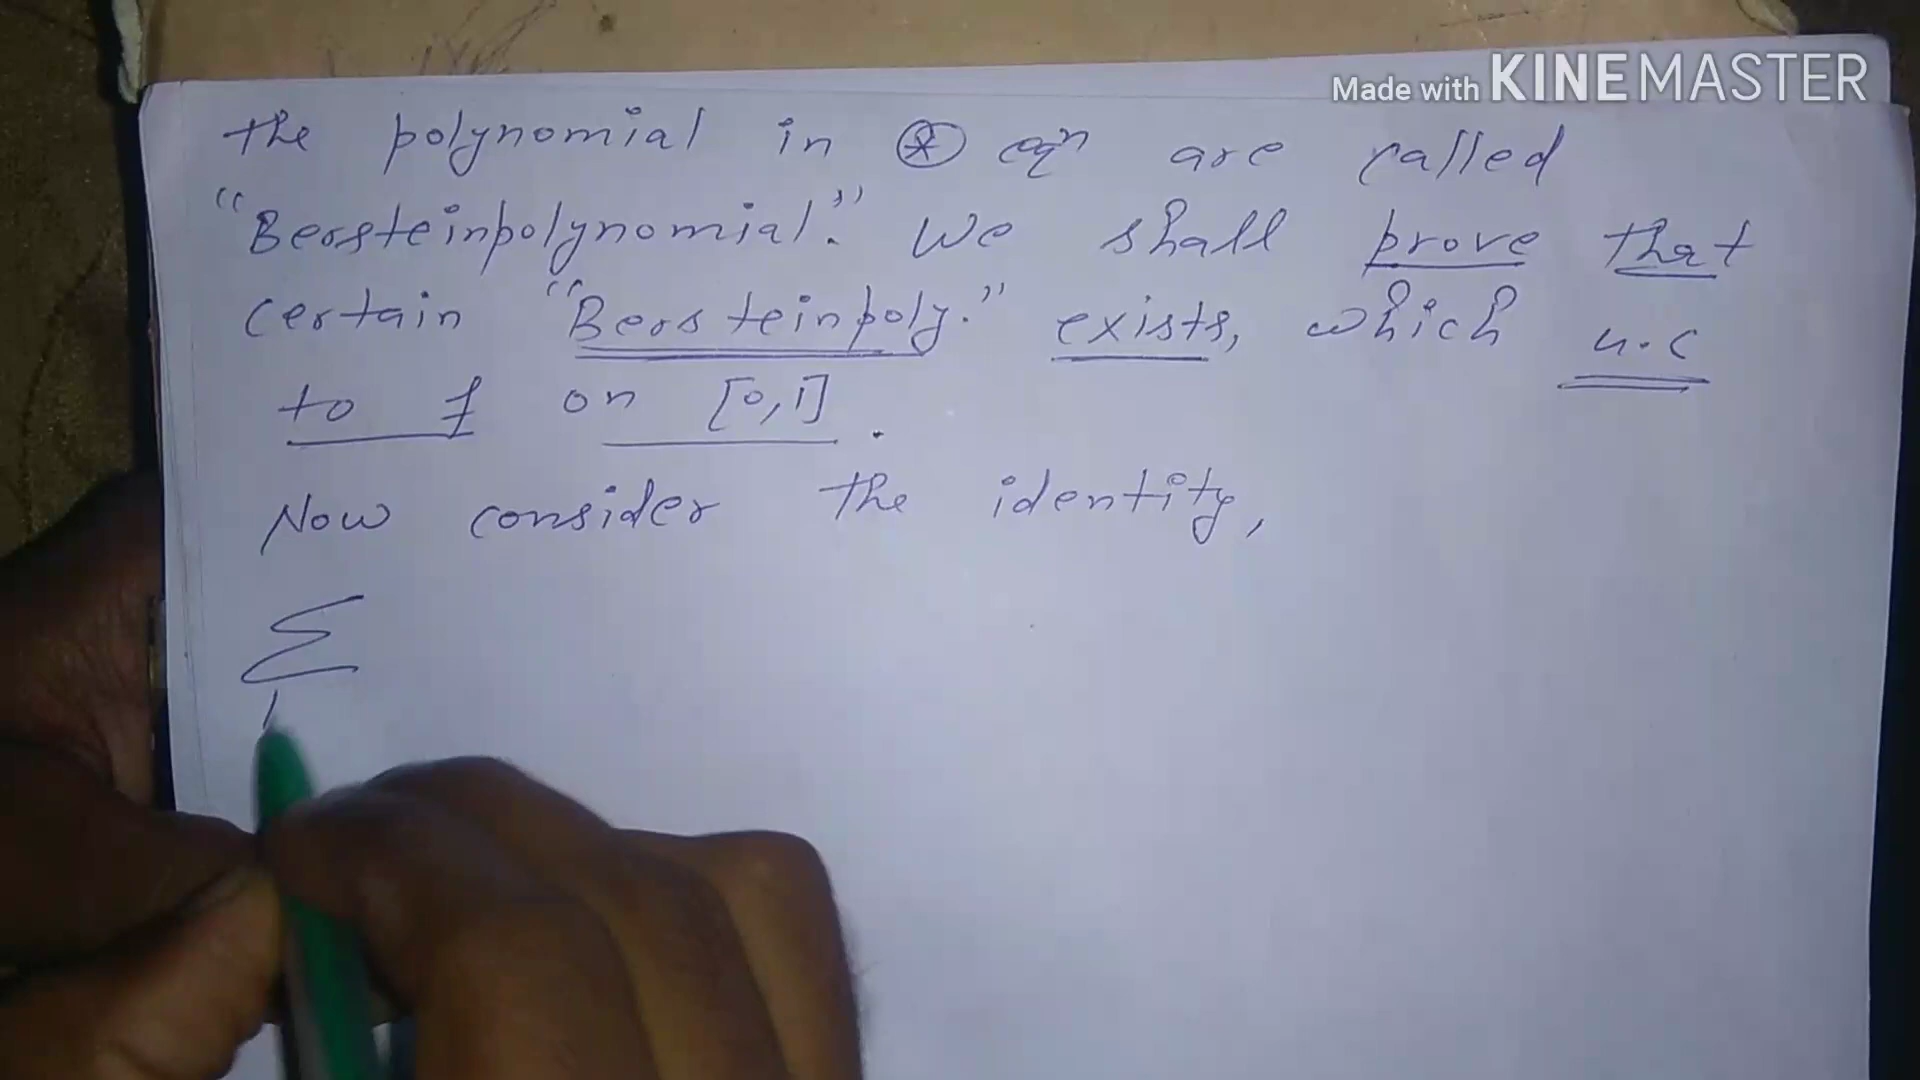 Made with KINEMASTER
the polynomial in ⊛ eqⁿ are called
"Bersteinpolynomial." We shall prove that
certain "Bersteinpoly." exists, which u.c
to f on [0,1].
Now consider the identity,
Σ